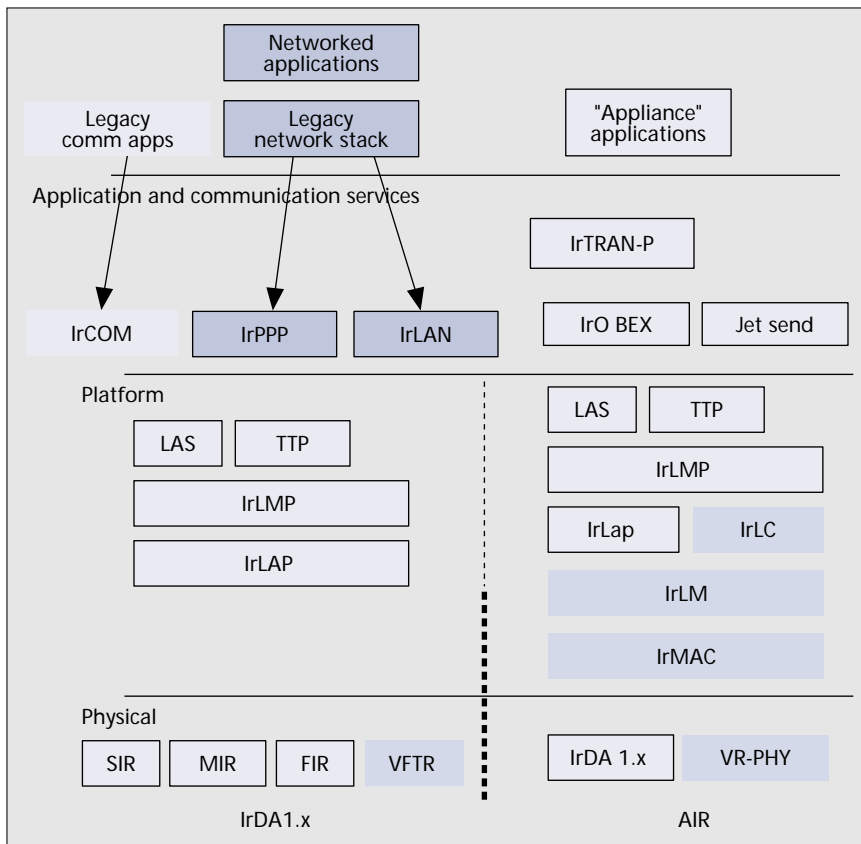 Networked
applications
Legacy
comm apps
Legacy
network stack
"Appliance"
applications
Application and communication services
IrTRAN-P
IrCOM
IrPPP
IrLAN
IrO BEX
Jet send
Platform
LAS
TTP
LAS
TTP
IrLMP
IrLMP
IrLAP
IrLap
IrLC
IrLM
IrMAC
Physical
SIR
MIR
FIR
VFTR
IrDA 1.x
VR-PHY
IrDA1.x
AIR